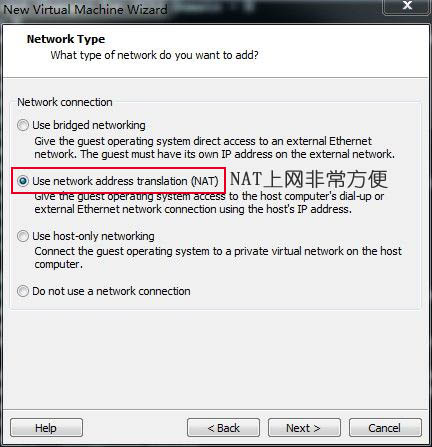 New Virtual Machine Wizard
Network Type
What type of network do you want to add?
Network connection
Use bridged networking
Give the guest operating system direct access to an external Ethernet
network. The guest must have its own IP address on the external network.
Use network address translation (NAT) NAT上网非常方便
Give the guest operating system access to the host computer's dial-up or
external Ethernet network connection using the host's IP address.
Use host-only networking
Connect the guest operating system to a private virtual network on the host
computer.
Do not use a network connection
Help < Back Next > Cancel